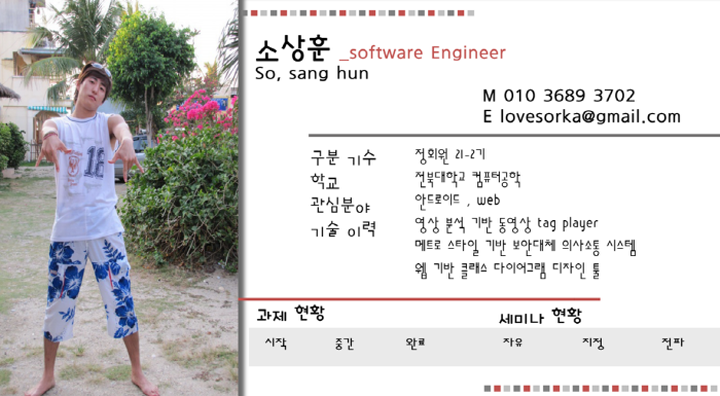 소상훈 _software Engineer
So, sang hun
M 010 3689 3702
E lovesorka@gmail.com
구분 기수 정회원 21-2기
학교 전북대학교 컴퓨터공학
관심분야 안드로이드 , web
기술 이력 영상 분석 기반 동영상 tag player
메트로 스타일 기반 보안대체 의사소통 시스템
웹 기반 클래스 다이어그램 디자인 툴
과제 현황 세미나 현황
시작 중간 완료 자유 지정 전파
18